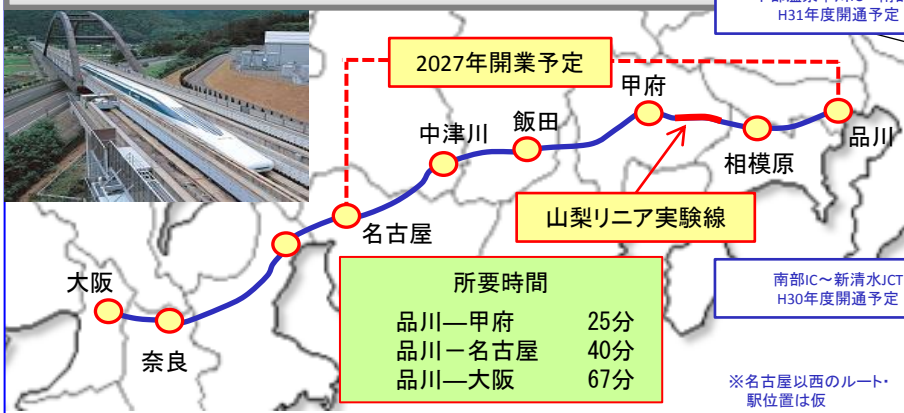 H31年度開通予定
2027年開業予定
甲府
飯田
中津川
品川
相模原
山梨リニア実験線
名古屋
大阪
奈良
所要時間
品川―甲府 25分
品川－名古屋 40分
品川―大阪 67分
南部IC～新清水JCT
H30年度開通予定
※名古屋以西のルート・
駅位置は仮